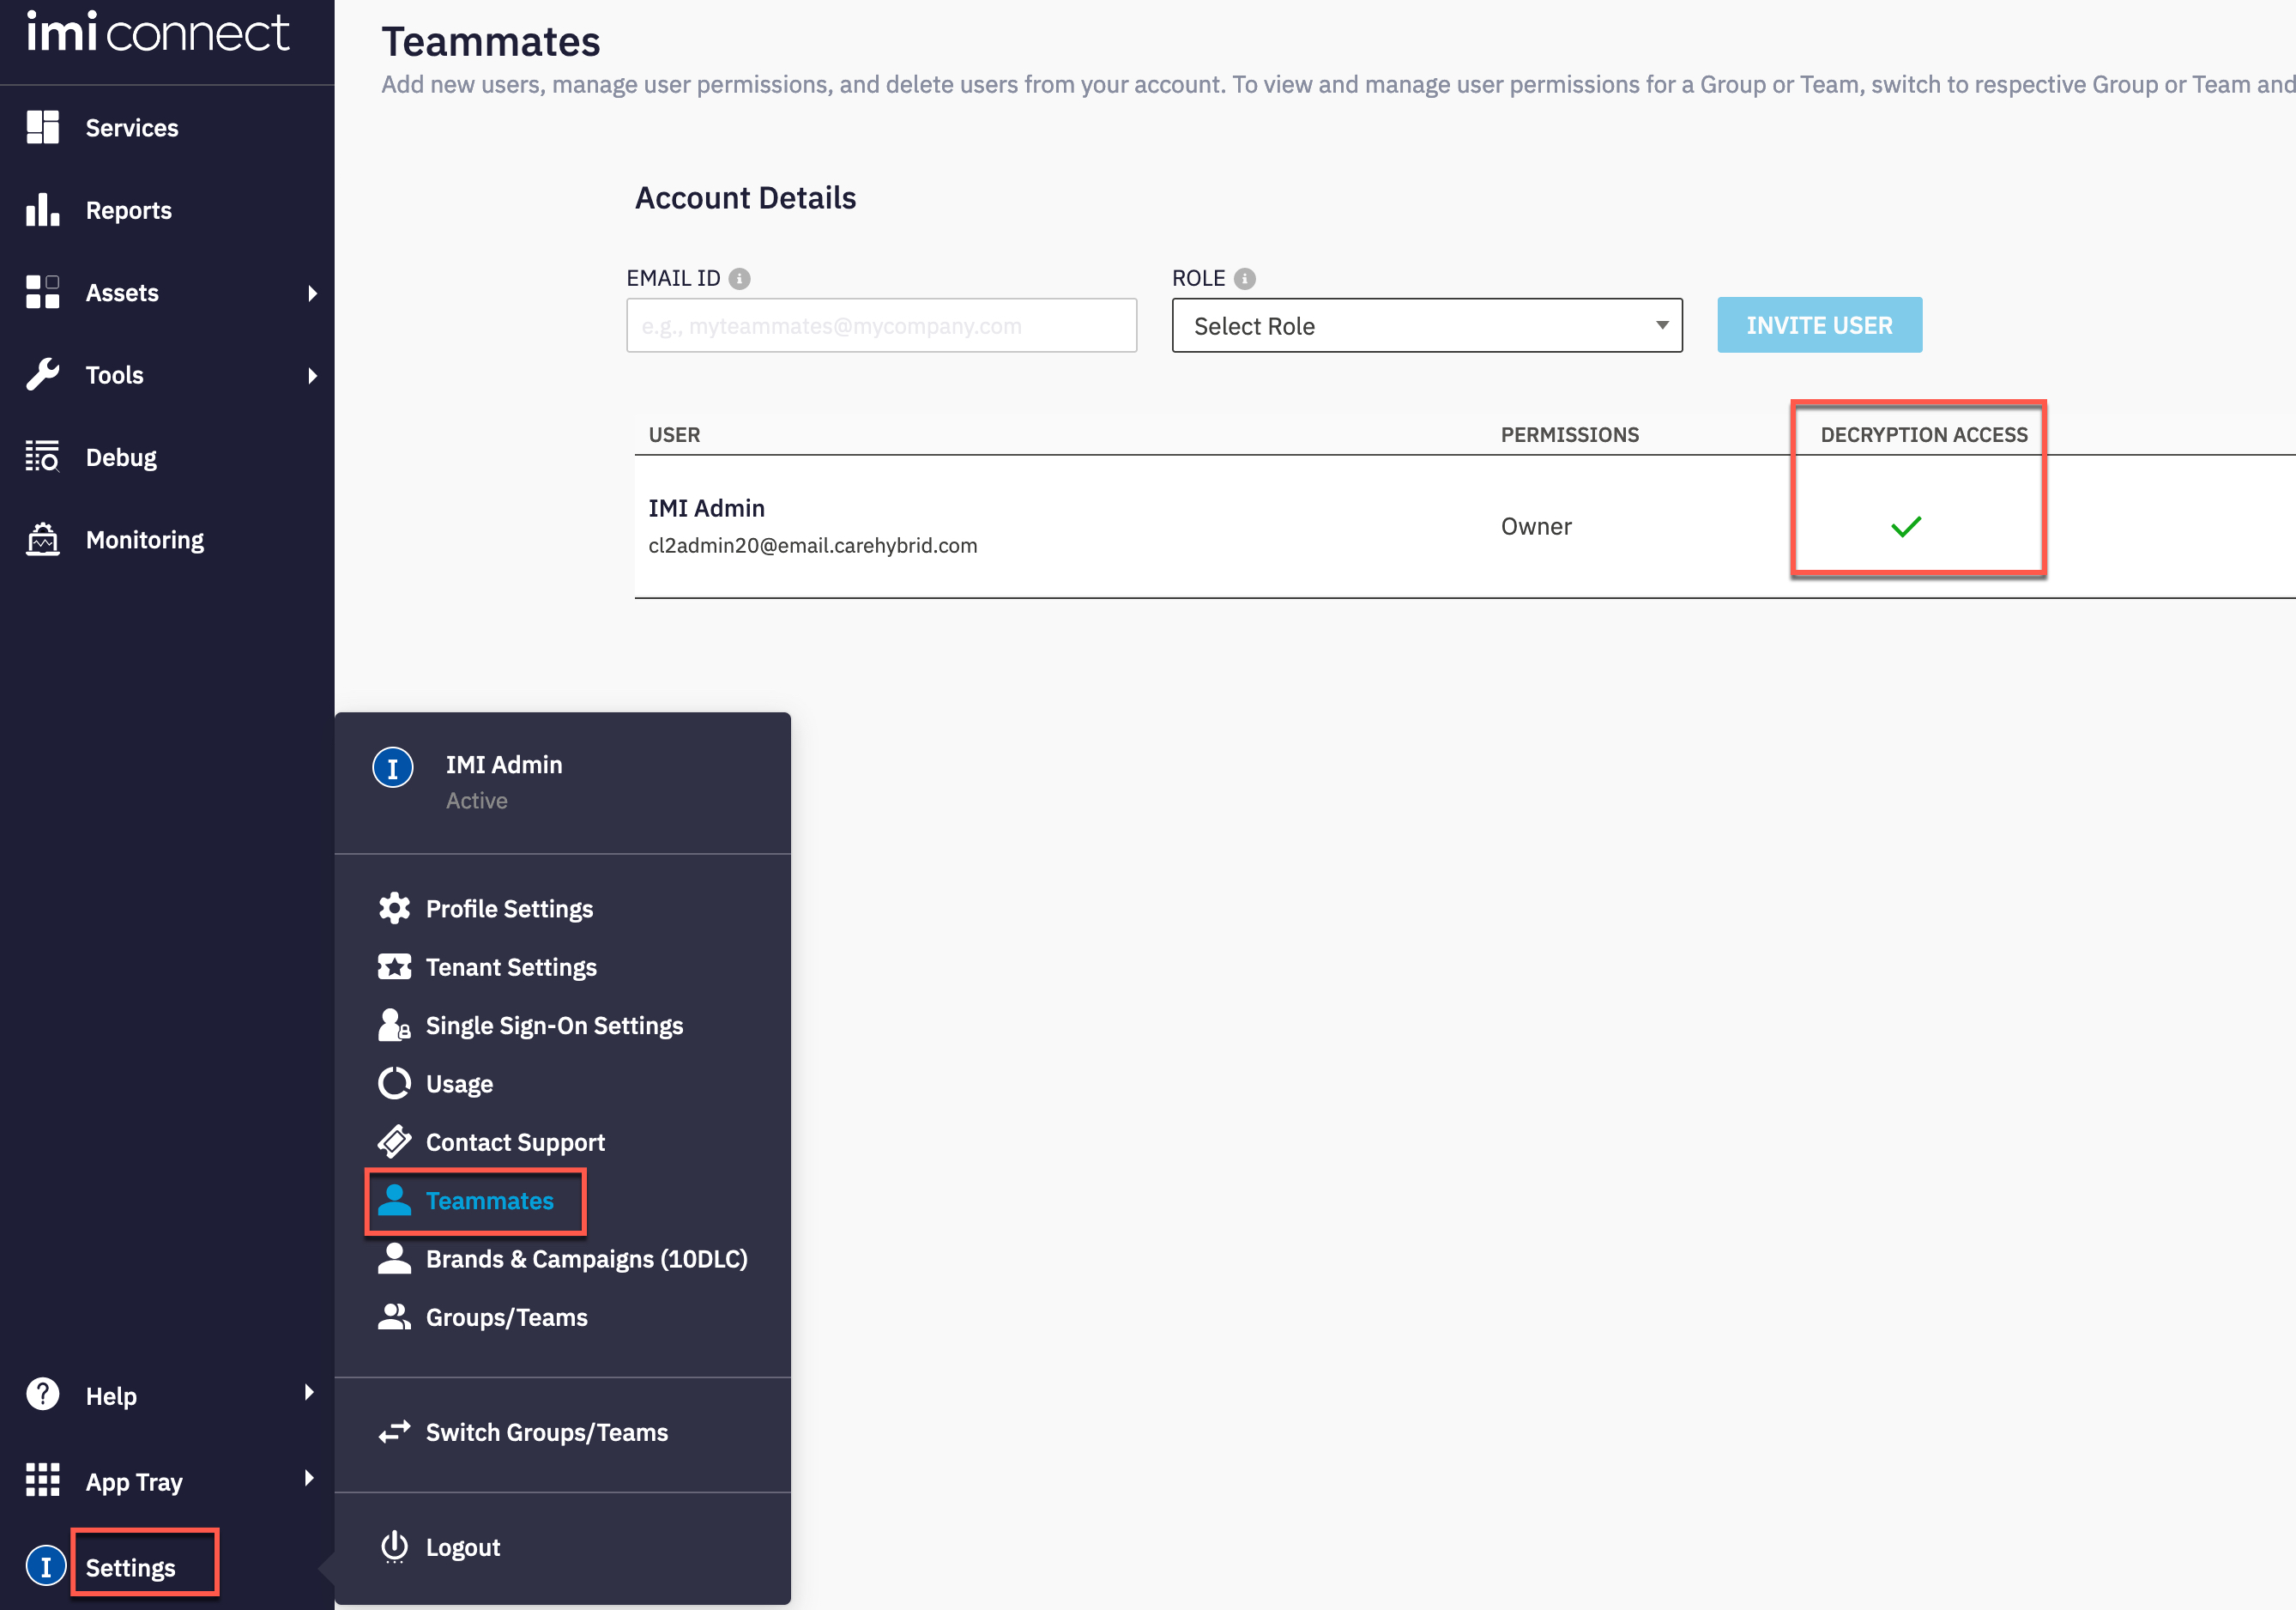 imiconnect
Services
Reports
Assets
Tools
Debug
Monitoring
Help
App Tray
I
Settings
Teammates
Add new users, manage user permissions, and delete users from your account. To view and manage user permissions for a Group or Team, switch to respective Group or Team and
Account Details
EMAIL ID
ROLE
e.g., myteammates@mycompany.com
Select Role
INVITE USER
USER
PERMISSIONS
DECRYPTION ACCESS
IMI Admin
cl2admin20@email.carehybrid.com
Owner
I
IMI Admin
Active
Profile Settings
Tenant Settings
Single Sign-On Settings
Usage
Contact Support
Teammates
Brands & Campaigns (10DLC)
Groups/Teams
Switch Groups/Teams
Logout